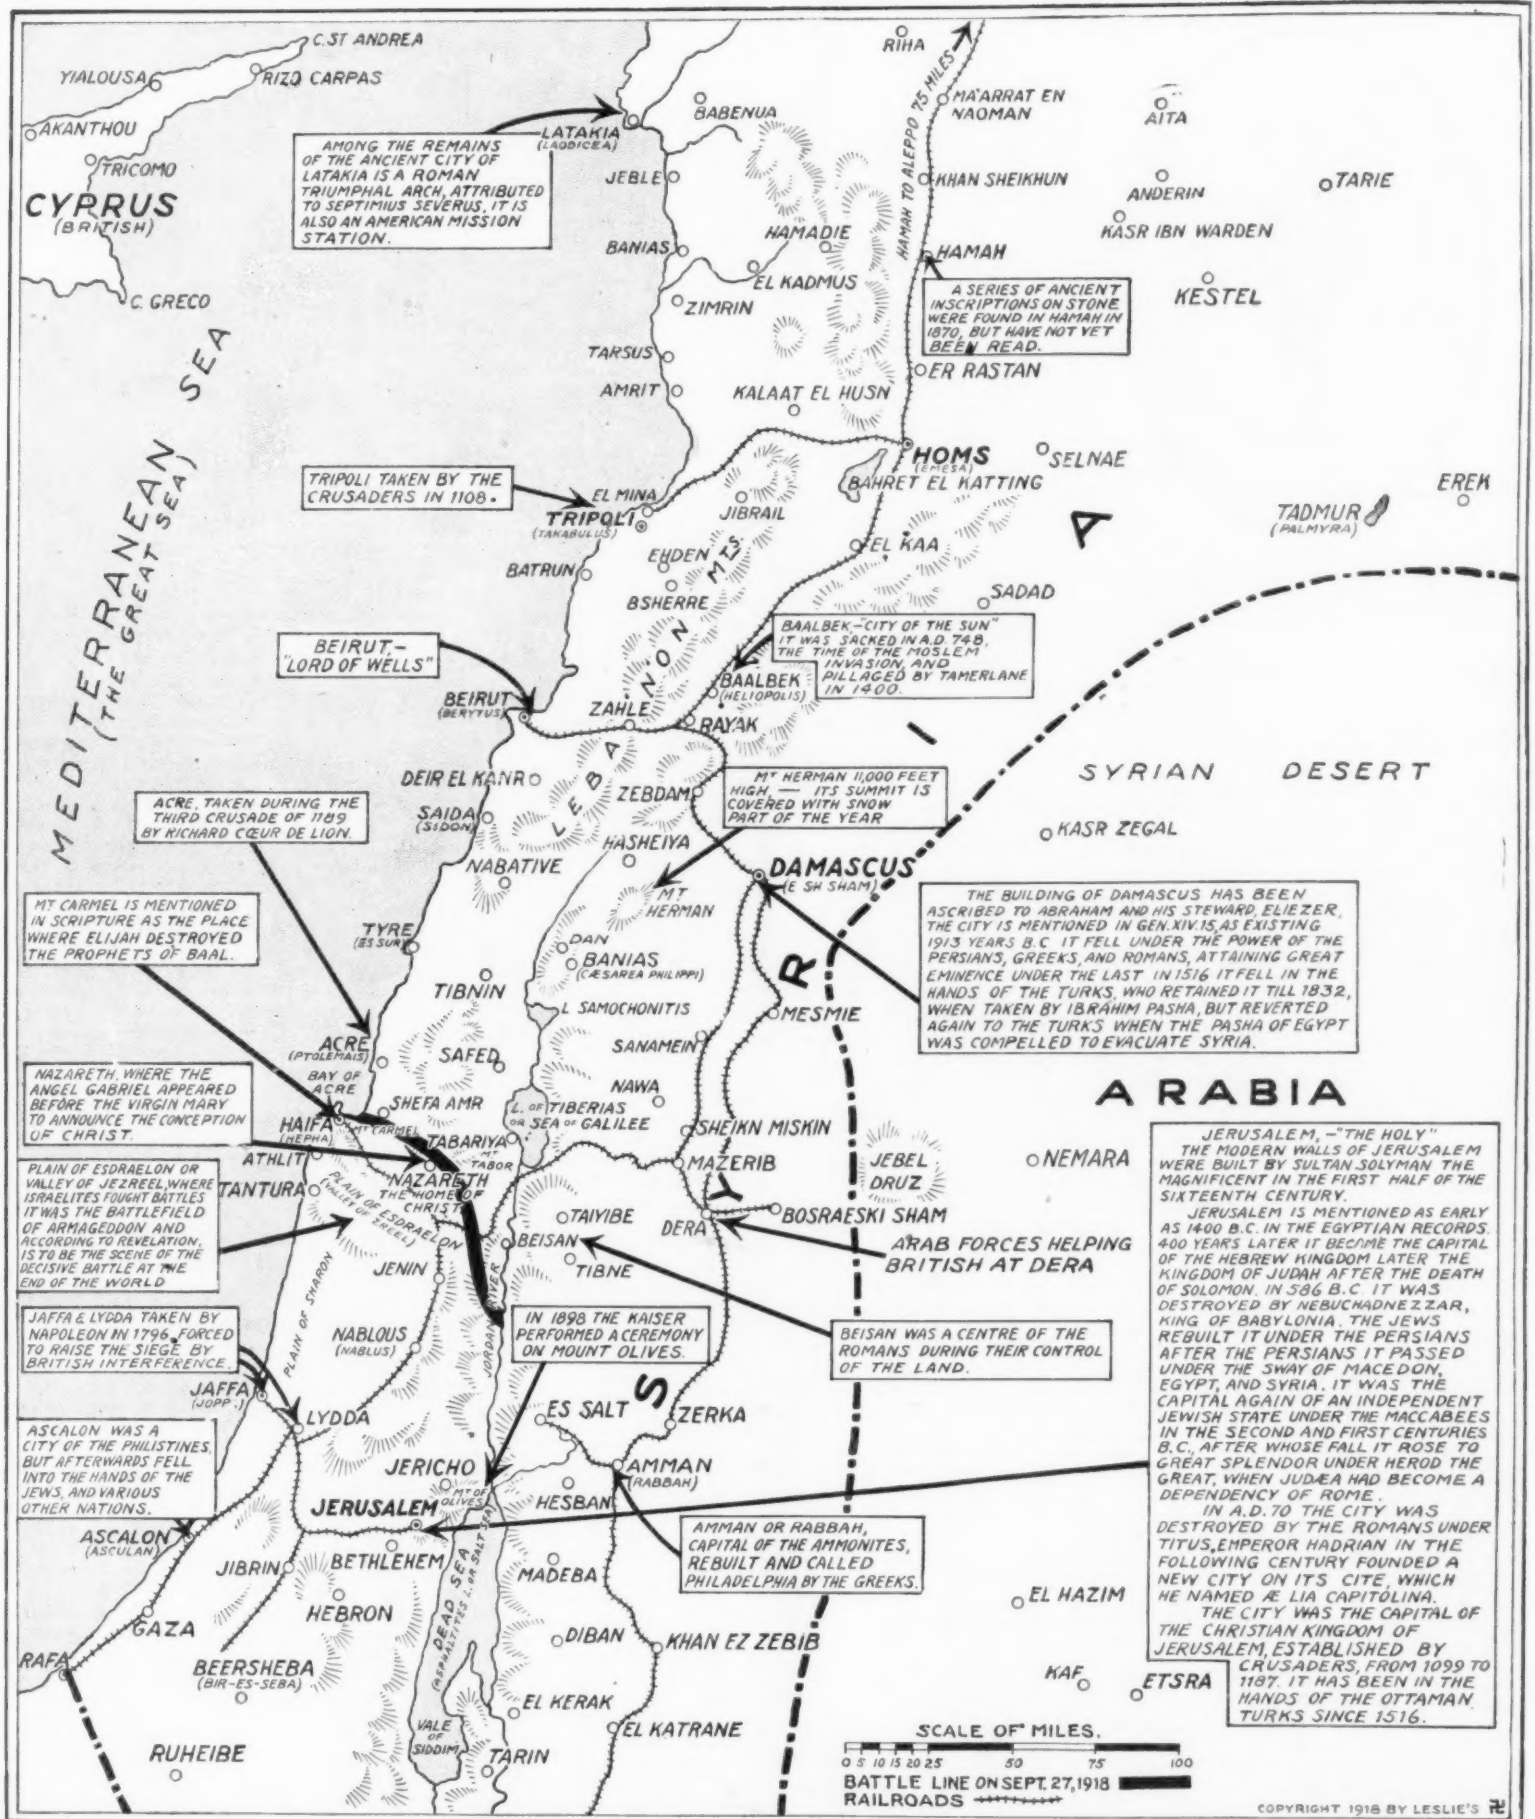 C. ST ANDREA
YIALOUSA
RIZO CARPAS
AKANTHOU
TRICOMO
CYPRUS
(BRITISH)
C. GRECO
MEDITERRANEAN SEA
(THE GREAT SEA)
RIHA
HAMAH TO ALEPPO 75 MILES
MA'ARRAT EN
NAOMAN
AITA
BABENUA
LATAKIA
(LAODICEA)
AMONG THE REMAINS
OF THE ANCIENT CITY OF
LATAKIA IS A ROMAN
TRIUMPHAL ARCH, ATTRIBUTED
TO SEPTIMIUS SEVERUS, IT IS
ALSO AN AMERICAN MISSION
STATION.
JEBLE
KHAN SHEIKHUN
ANDERIN
TARIE
KASR IBN WARDEN
HAMADIE
BANIAS
HAMAH
EL KADMUS
KESTEL
ZIMRIN
A SERIES OF ANCIENT
INSCRIPTIONS ON STONE
WERE FOUND IN HAMAH IN
1870, BUT HAVE NOT YET
BEEN READ.
TARSUS
ER RASTAN
AMRIT
KALAAT EL HUSN
HOMS
(EMESA)
SELNAE
BAHRET EL KATTING
TRIPOLI TAKEN BY THE
CRUSADERS IN 1108.
EL MINA
TRIPOLI
(TARABULUS)
JIBRAIL
EREK
TADMUR
(PALMYRA)
EL KAA
EHDEN
BATRUN
BSHERRE
SADAD
LEBANON MTS.
BEIRUT,—
"LORD OF WELLS"
BAALBEK,—"CITY OF THE SUN"
IT WAS SACKED IN A.D. 748,
THE TIME OF THE MOSLEM
INVASION, AND
PILLAGED BY TAMERLANE
IN 1400.
BEIRUT
(BERYTUS)
BAALBEK
(HELIOPOLIS)
ZAHLE
RAYAK
SYRIAN DESERT
DEIR EL KANR
ZEBDAM
MT HERMAN 11,000 FEET
HIGH, — ITS SUMMIT IS
COVERED WITH SNOW
PART OF THE YEAR
ACRE, TAKEN DURING THE
THIRD CRUSADE OF 1189
BY RICHARD CŒUR DE LION.
SAIDA
(SIDON)
KASR ZEGAL
HASHEIYA
NABATIVE
DAMASCUS
(E SH SHAM)
MT
HERMAN
MT CARMEL IS MENTIONED
IN SCRIPTURE AS THE PLACE
WHERE ELIJAH DESTROYED
THE PROPHETS OF BAAL.
THE BUILDING OF DAMASCUS HAS BEEN
ASCRIBED TO ABRAHAM AND HIS STEWARD, ELIEZER,
THE CITY IS MENTIONED IN GEN.XIV.15, AS EXISTING
1913 YEARS B.C IT FELL UNDER THE POWER OF THE
PERSIANS, GREEKS, AND ROMANS, ATTAINING GREAT
EMINENCE UNDER THE LAST IN 1516 IT FELL IN THE
HANDS OF THE TURKS, WHO RETAINED IT TILL 1832,
WHEN TAKEN BY IBRAHIM PASHA, BUT REVERTED
AGAIN TO THE TURKS WHEN THE PASHA OF EGYPT
WAS COMPELLED TO EVACUATE SYRIA.
TYRE
(ES SUR)
DAN
BANIAS
(CÆSAREA PHILIPPI)
TIBNIN
L SAMOCHONITIS
MESMIE
ACRE
(PTOLEMAIS)
SAFED
SANAMEIN
BAY OF
ACRE
NAWA
ARABIA
SYRIA
NAZARETH, WHERE THE
ANGEL GABRIEL APPEARED
BEFORE THE VIRGIN MARY
TO ANNOUNCE THE CONCEPTION
OF CHRIST.
SHEFA AMR
HAIFA
(HEPHA)
MT CARMEL
L. OF TIBERIAS
OR SEA OF GALILEE
TABARIYA
MT
TABOR
SHEIKN MISKIN
ATHLIT
MAZERIB
JEBEL
DRUZ
NEMARA
NAZARETH
THE HOME OF
CHRIST
PLAIN OF ESDRAELON OR
VALLEY OF JEZREEL, WHERE
ISRAELITES FOUGHT BATTLES
IT WAS THE BATTLEFIELD
OF ARMAGEDDON AND
ACCORDING TO REVELATION,
IS TO BE THE SCENE OF THE
DECISIVE BATTLE AT THE
END OF THE WORLD
TANTURA
PLAIN OF ESDRAELON
TAIYIBE
DERA
BOSRAESKI SHAM
BEISAN
TIBNE
ARAB FORCES HELPING
BRITISH AT DERA
JENIN
PLAIN OF SHARON
JORDAN RIVER
JAFFA & LYDDA TAKEN BY
NAPOLEON IN 1796, FORCED
TO RAISE THE SIEGE BY
BRITISH INTERFERENCE.
IN 1898 THE KAISER
PERFORMED A CEREMONY
ON MOUNT OLIVES.
BEISAN WAS A CENTRE OF THE
ROMANS DURING THEIR CONTROL
OF THE LAND.
NABLOUS
(NABLUS)
JAFFA
LYDDA
ES SALT
ZERKA
ASCALON WAS A
CITY OF THE PHILISTINES,
BUT AFTERWARDS FELL
INTO THE HANDS OF THE
JEWS, AND VARIOUS
OTHER NATIONS.
JERICHO
MT OF
OLIVES
AMMAN
(RABBAH)
HESBAN
JERUSALEM
ASCALON
(ASCULAN)
BETHLEHEM
JIBRIN
MADEBA
AMMAN OR RABBAH,
CAPITAL OF THE AMMONITES,
REBUILT AND CALLED
PHILADELPHIA BY THE GREEKS.
HEBRON
DEAD SEA
(ASPHALTITES L. OR SALT SEA)
GAZA
DIBAN
KHAN EZ ZEBIB
EL HAZIM
RAFA
BEERSHEBA
(BIR-ES-SEBA)
KAF
ETSRA
EL KERAK
EL KATRANE
VALE
OF
SIDDIM
RUHEIBE
TARIN
JERUSALEM,—"THE HOLY"
THE MODERN WALLS OF JERUSALEM
WERE BUILT BY SULTAN SOLYMAN THE
MAGNIFICENT IN THE FIRST HALF OF THE
SIXTEENTH CENTURY.
JERUSALEM IS MENTIONED AS EARLY
AS 1400 B.C. IN THE EGYPTIAN RECORDS.
400 YEARS LATER IT BECAME THE CAPITAL
OF THE HEBREW KINGDOM LATER THE
KINGDOM OF JUDAH AFTER THE DEATH
OF SOLOMON. IN 586 B.C. IT WAS
DESTROYED BY NEBUCHADNEZZAR,
KING OF BABYLONIA. THE JEWS
REBUILT IT UNDER THE PERSIANS
AFTER THE PERSIANS IT PASSED
UNDER THE SWAY OF MACEDON,
EGYPT, AND SYRIA. IT WAS THE
CAPITAL AGAIN OF AN INDEPENDENT
JEWISH STATE UNDER THE MACCABEES
IN THE SECOND AND FIRST CENTURIES
B.C., AFTER WHOSE FALL IT ROSE TO
GREAT SPLENDOR UNDER HEROD THE
GREAT, WHEN JUDÆA HAD BECOME A
DEPENDENCY OF ROME.
IN A.D. 70 THE CITY WAS
DESTROYED BY THE ROMANS UNDER
TITUS, EMPEROR HADRIAN IN THE
FOLLOWING CENTURY FOUNDED A
NEW CITY ON ITS CITE, WHICH
HE NAMED Æ LIA CAPITOLINA.
THE CITY WAS THE CAPITAL OF
THE CHRISTIAN KINGDOM OF
JERUSALEM, ESTABLISHED BY
CRUSADERS, FROM 1099 TO
1187. IT HAS BEEN IN THE
HANDS OF THE OTTAMAN
TURKS SINCE 1516.
SCALE OF MILES.
0 5 10 15 20 25 50 75 100
BATTLE LINE ON SEPT. 27, 1918
RAILROADS
COPYRIGHT 1918 BY LESLIE'S